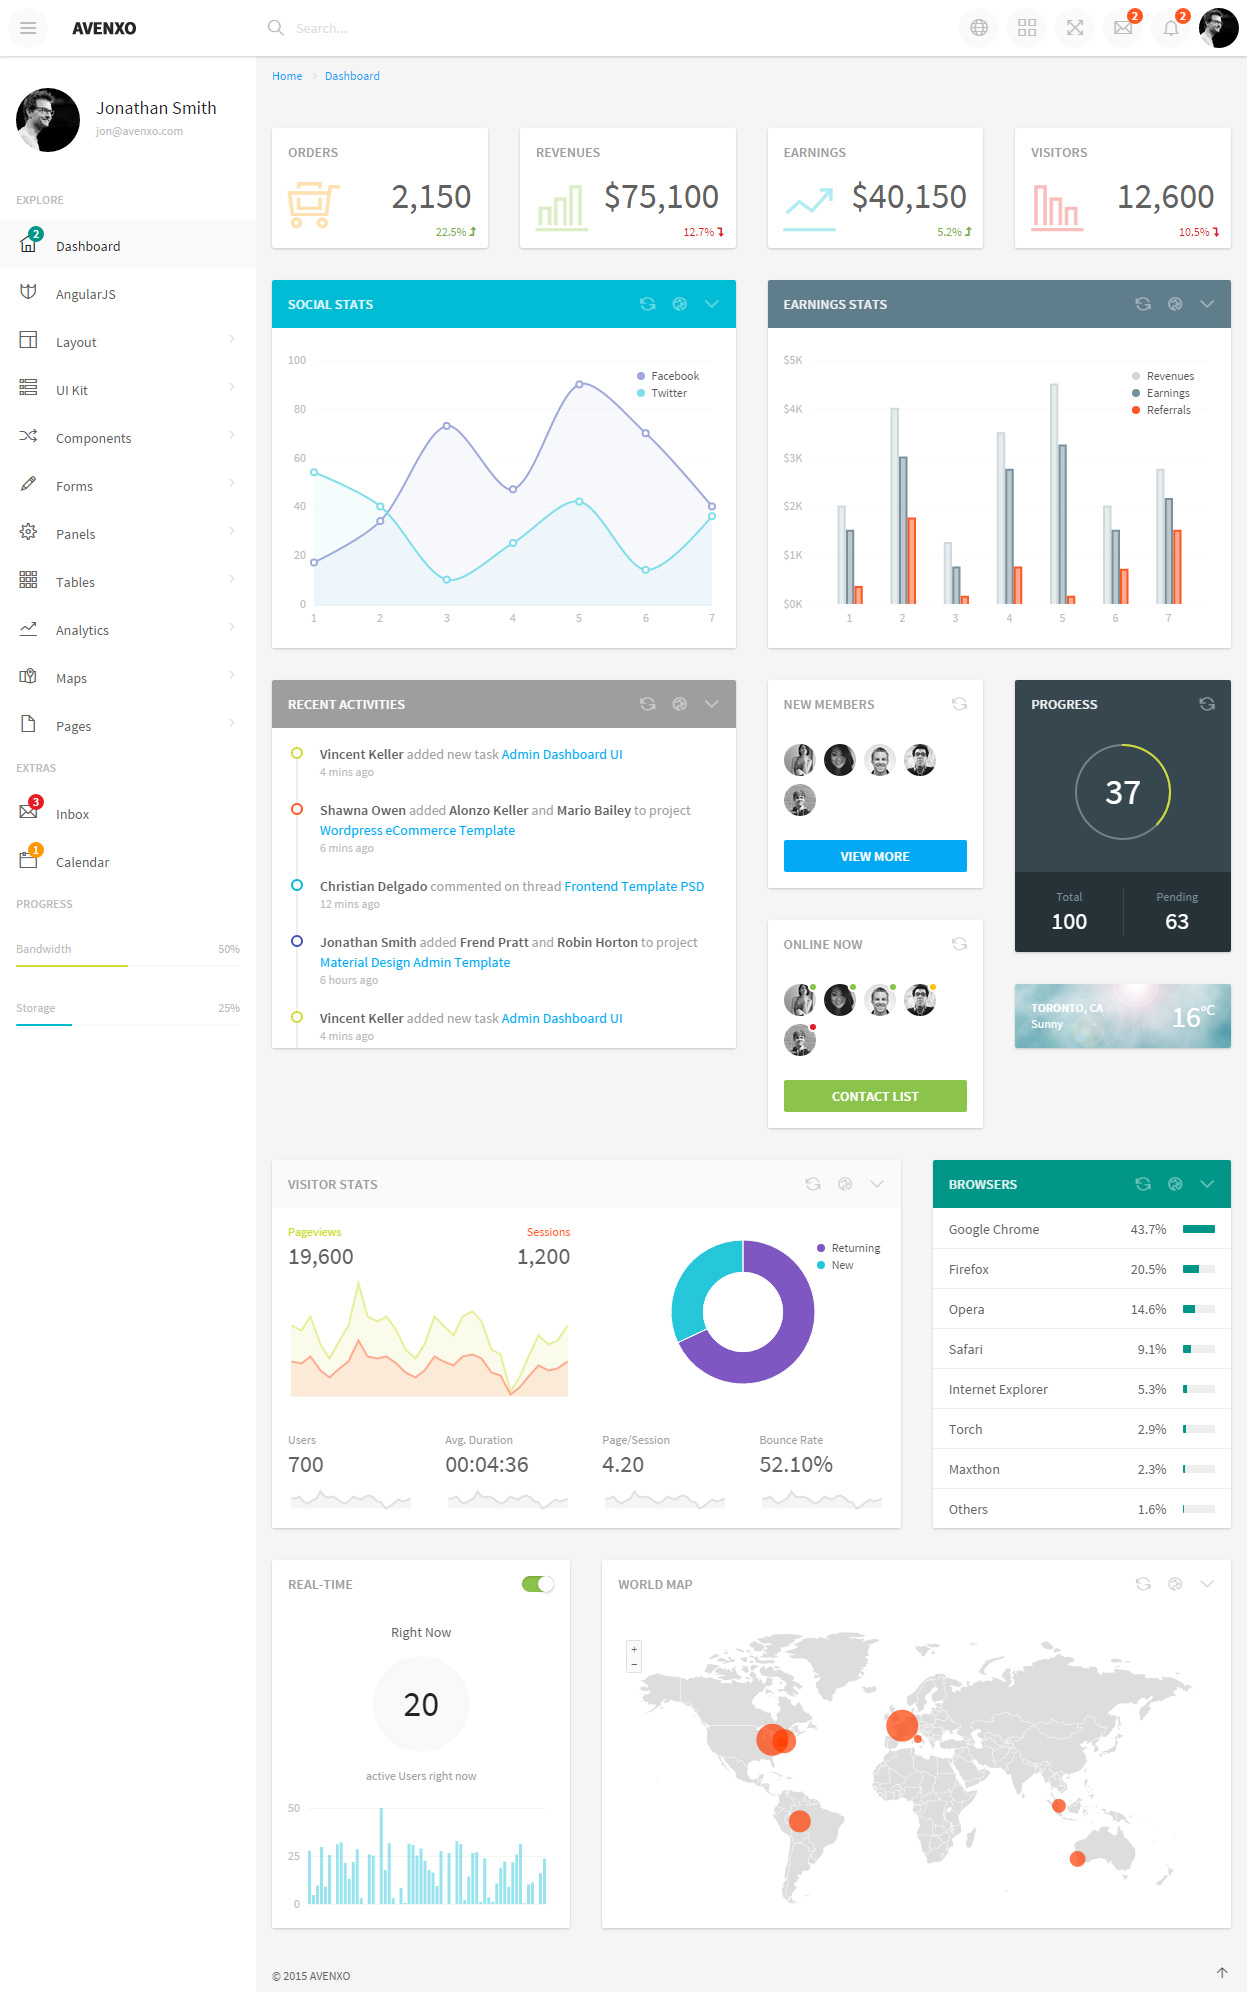 AVENXO
Search...
2
2
Jonathan Smith
jon@avenxo.com
EXPLORE
2
Dashboard
AngularJS
Layout
UI Kit
Components
Forms
Panels
Tables
Analytics
Maps
Pages
EXTRAS
3
Inbox
1
Calendar
PROGRESS
Bandwidth 50%
Storage 25%
Home Dashboard
ORDERS
2,150
22.5%
REVENUES
$75,100
12.7%
EARNINGS
$40,150
5.2%
VISITORS
12,600
10.5%
SOCIAL STATS
100
80
60
40
20
0
1 2 3 4 5 6 7
Facebook
Twitter
EARNINGS STATS
$5K
$4K
$3K
$2K
$1K
$0K
1 2 3 4 5 6 7
Revenues
Earnings
Referrals
RECENT ACTIVITIES
Vincent Keller added new task Admin Dashboard UI
4 mins ago
Shawna Owen added Alonzo Keller and Mario Bailey to project
Wordpress eCommerce Template
6 mins ago
Christian Delgado commented on thread Frontend Template PSD
12 mins ago
Jonathan Smith added Frend Pratt and Robin Horton to project
Material Design Admin Template
6 hours ago
Vincent Keller added new task Admin Dashboard UI
4 mins ago
NEW MEMBERS
VIEW MORE
ONLINE NOW
CONTACT LIST
PROGRESS
37
Total
100
Pending
63
TORONTO, CA
Sunny
16°C
VISITOR STATS
Pageviews
19,600
Sessions
1,200
Returning
New
Users
700
Avg. Duration
00:04:36
Page/Session
4.20
Bounce Rate
52.10%
BROWSERS
Google Chrome 43.7%
Firefox 20.5%
Opera 14.6%
Safari 9.1%
Internet Explorer 5.3%
Torch 2.9%
Maxthon 2.3%
Others 1.6%
REAL-TIME
Right Now
20
active Users right now
50
25
0
WORLD MAP
+
−
© 2015 AVENXO